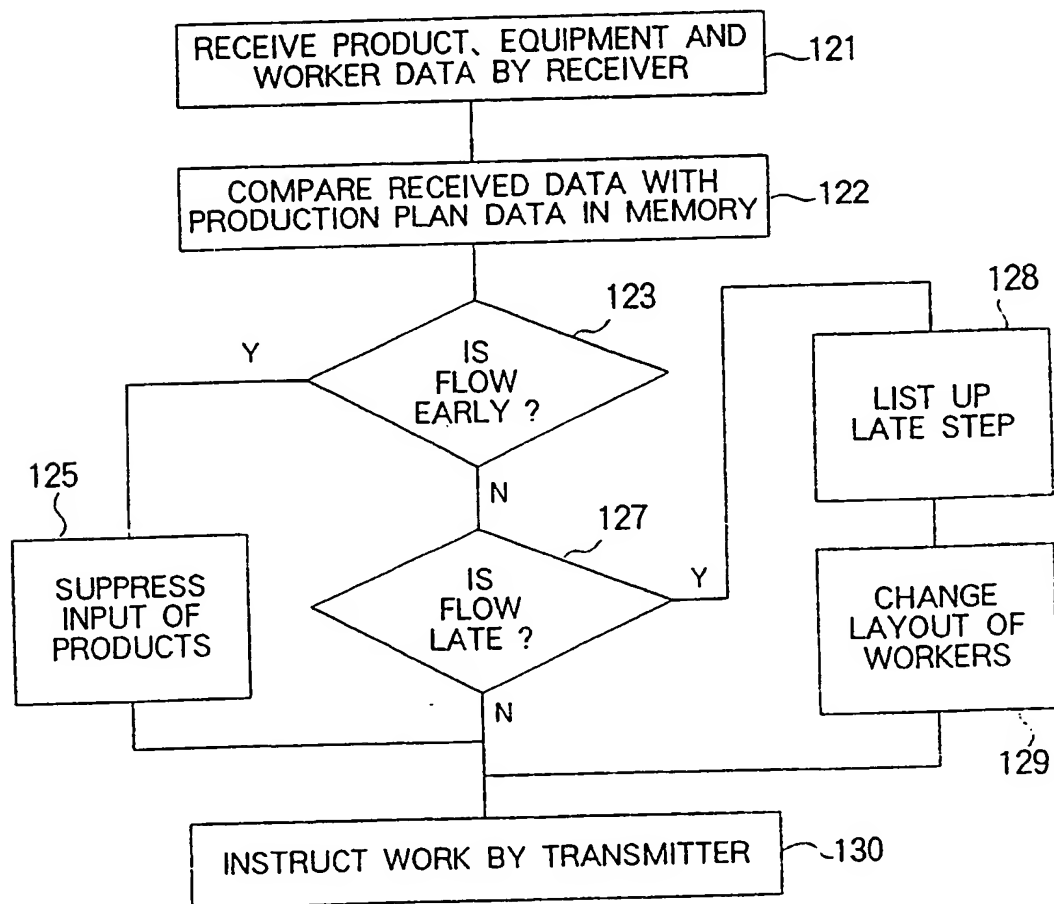 RECEIVE PRODUCT、EQUIPMENT AND
WORKER DATA BY RECEIVER
121
COMPARE RECEIVED DATA WITH
PRODUCTION PLAN DATA IN MEMORY
122
123
IS
FLOW
EARLY ?
Y
N
125
SUPPRESS
INPUT OF
PRODUCTS
127
IS
FLOW
LATE ?
Y
N
128
LIST UP
LATE STEP
CHANGE
LAYOUT OF
WORKERS
129
INSTRUCT WORK BY TRANSMITTER
130